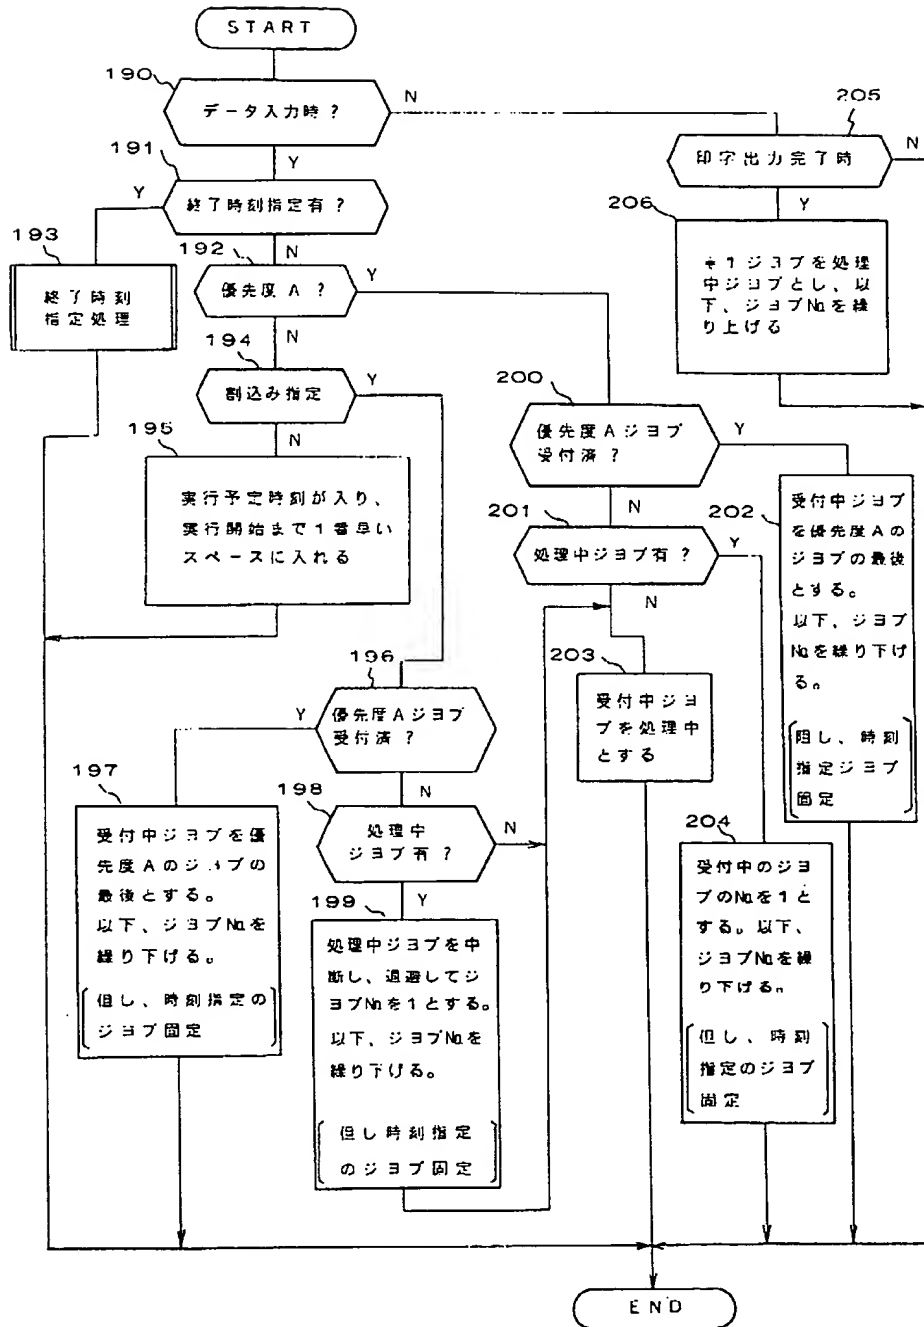 START
190
データ入力時？
N
Y
205
印字出力完了時
N
Y
191
終了時刻指定有？
Y
N
206
1ジョブを処理
中ジョブとし、以
下、ジョブNoを繰
り上げる
193
終了時刻
指定処理
192
優先度A？
Y
N
194
割込み指定
Y
N
195
実行予定時刻が入り、
実行開始まで1番早い
スペースに入れる
200
優先度Aジョブ
受付済？
Y
N
201
処理中ジョブ有？
Y
N
202
受付中ジョブ
を優先度Aの
ジョブの最後
とする。
以下、ジョブ
Noを繰り下げ
る。
但し、時刻
指定ジョブ
固定
203
受付中ジョ
ブを処理中
とする
196
優先度Aジョブ
受付済？
Y
N
197
受付中ジョブを優
先度Aのジョブの
最後とする。
以下、ジョブNoを
繰り下げる。
但し、時刻指定の
ジョブ固定
198
処理中
ジョブ有？
N
Y
199
処理中ジョブを中
断し、退避してジ
ョブNoを1とする。
以下、ジョブNoを
繰り下げる。
但し時刻指定
のジョブ固定
204
受付中のジョ
ブのNoを1と
する。以下、
ジョブNoを繰
り下げる。
但し、時刻
指定のジョブ
固定
END